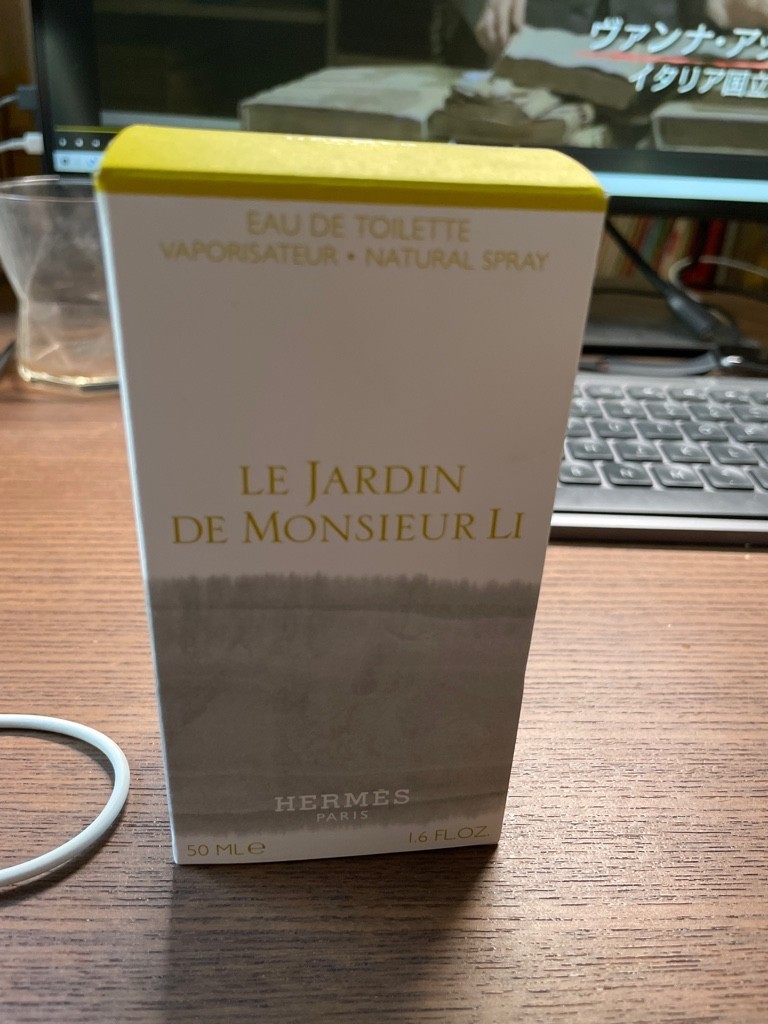 ヴァンナ・ア
イタリア国立
EAU DE TOILETTE
VAPORISATEUR • NATURAL SPRAY
LE JARDIN
DE MONSIEUR LI
HERMÈS
PARIS
50 ML e
1.6 FL.OZ.